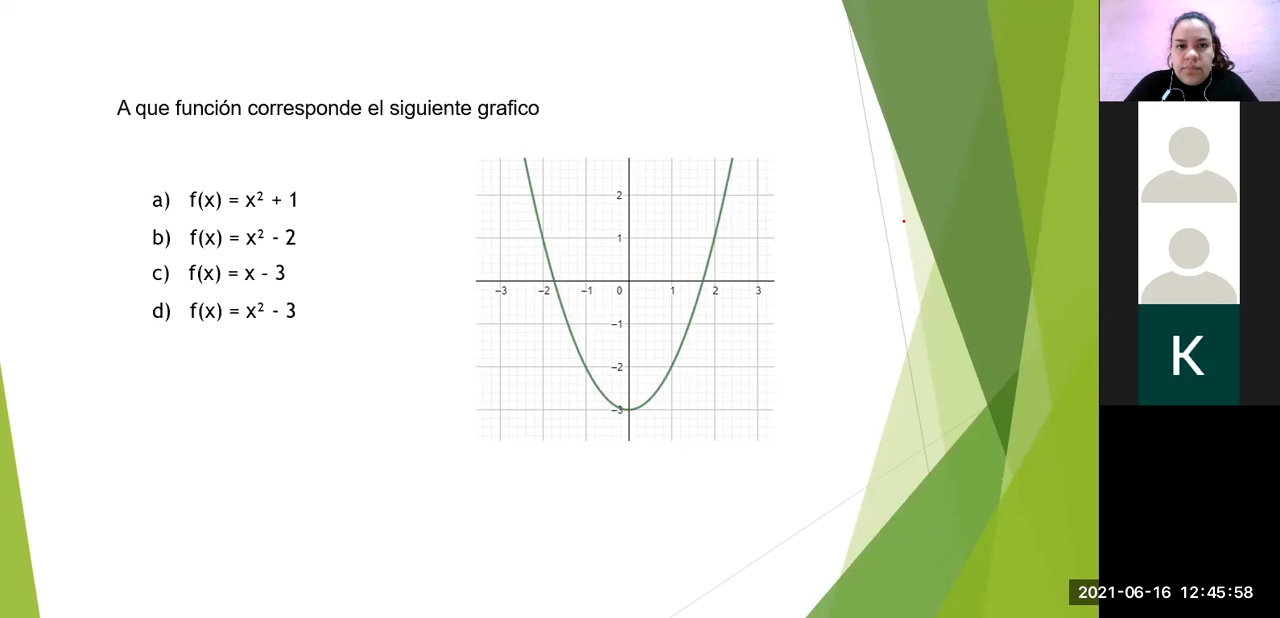 A que función corresponde el siguiente grafico
a) f(x) = x² + 1
b) f(x) = x² - 2
c) f(x) = x - 3
d) f(x) = x² - 3
2
1
−3 −2 −1 0 1 2 3
−1
−2
−3
K
2021-06-16 12:45:58